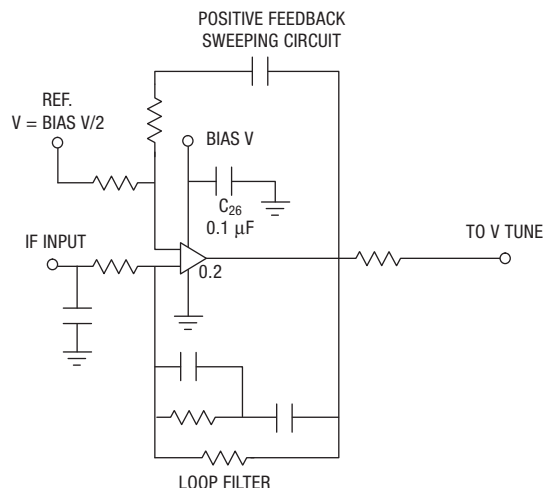 POSITIVE FEEDBACK
SWEEPING CIRCUIT
REF.
V = BIAS V/2
BIAS V
C26
0.1 μF
IF INPUT
TO V TUNE
0.2
LOOP FILTER